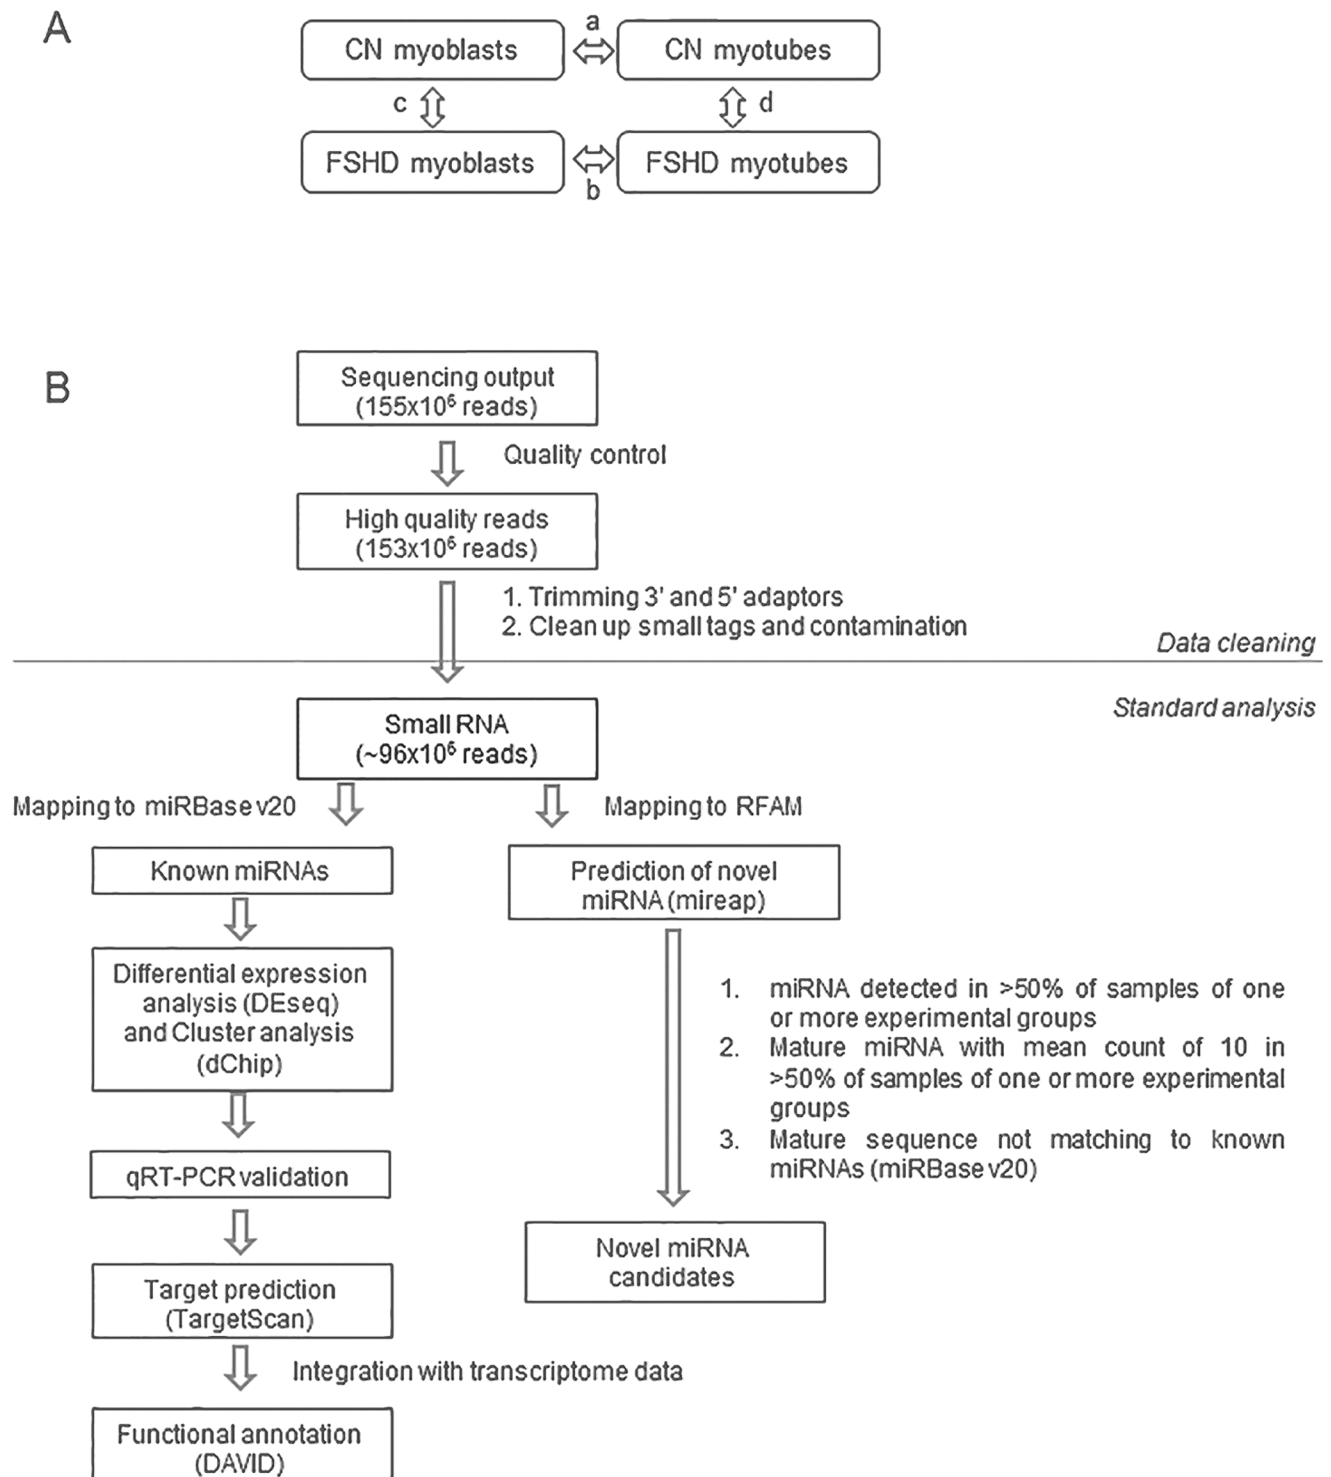 A
a
CN myoblasts
CN myotubes
c
d
FSHD myoblasts
FSHD myotubes
b
B
Sequencing output
(155x10⁶ reads)
Quality control
High quality reads
(153x10⁶ reads)
1. Trimming 3' and 5' adaptors
2. Clean up small tags and contamination
Data cleaning
Standard analysis
Small RNA
(~96x10⁶ reads)
Mapping to miRBase v20
Mapping to RFAM
Known miRNAs
Prediction of novel
miRNA (mireap)
Differential expression
analysis (DEseq)
and Cluster analysis
(dChip)
1. miRNA detected in >50% of samples of one
or more experimental groups
2. Mature miRNA with mean count of 10 in
>50% of samples of one or more experimental
groups
3. Mature sequence not matching to known
miRNAs (miRBase v20)
qRT-PCR validation
Novel miRNA
candidates
Target prediction
(TargetScan)
Integration with transcriptome data
Functional annotation
(DAVID)